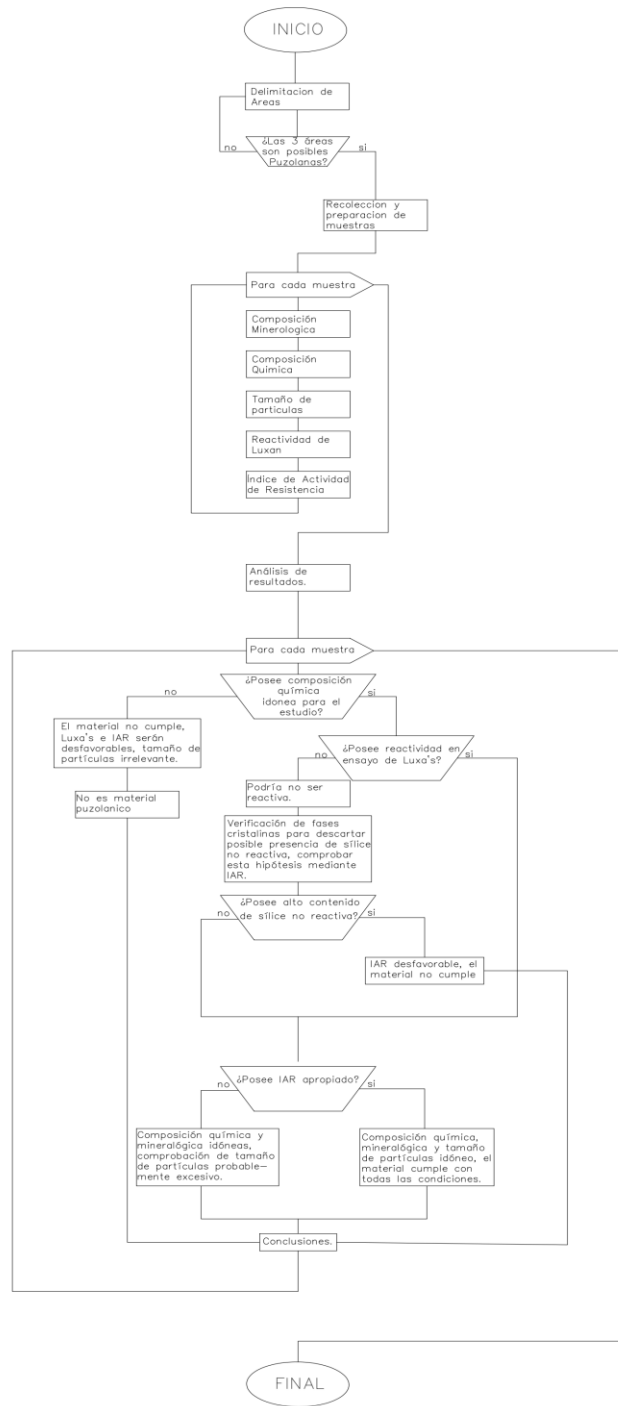 INICIO
Delimitacion de
Areas
¿Las 3 áreas
son posibles
Puzolanas?
no
si
Recoleccion y
preparacion de
muestras
Para cada muestra
Composición
Minerologica
Composición
Quimica
Tamaño de
particulas
Reactividad de
Luxan
Índice de Actividad
de Resistencia
Análisis de
resultados.
Para cada muestra
¿Posee composición
química
idonea para el
estudio?
no
si
El material no cumple,
Luxa's e IAR serán
desfavorables, tamaño de
partículas irrelevante.
No es material
puzolanico
¿Posee reactividad en
ensayo de Luxa's?
no
si
Podría no ser
reactiva.
Verificación de fases
cristalinas para descartar
posible presencia de sílice
no reactiva, comprobar
esta hipótesis mediante
IAR.
¿Posee alto contenido
de sílice no reactiva?
no
si
IAR desfavorable, el
material no cumple
¿Posee IAR apropiado?
no
si
Composición química y
mineralógica idóneas,
comprobación de tamaño
de partículas probable-
mente excesivo.
Composición química,
mineralógica y tamaño
de partículas idóneo, el
material cumple con
todas las condiciones.
Conclusiones.
FINAL